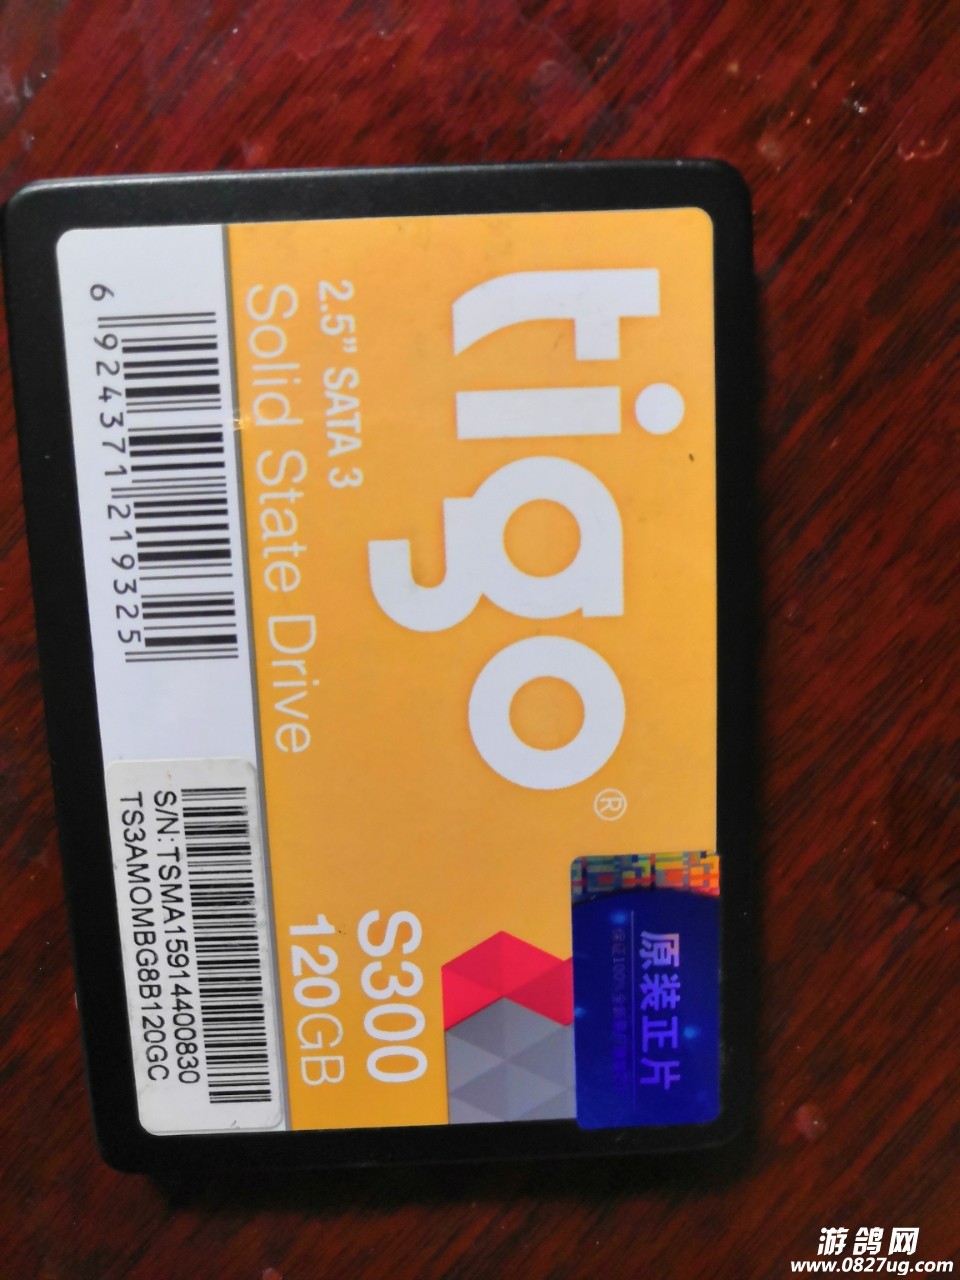 tigo®
2.5" SATA 3
Solid State Drive
S300
120GB
原装正片
6 924371 219325
S/N: TSMA15914400830
TS3AMOMBG8B120GC
游鸽网
www.0827ug.com